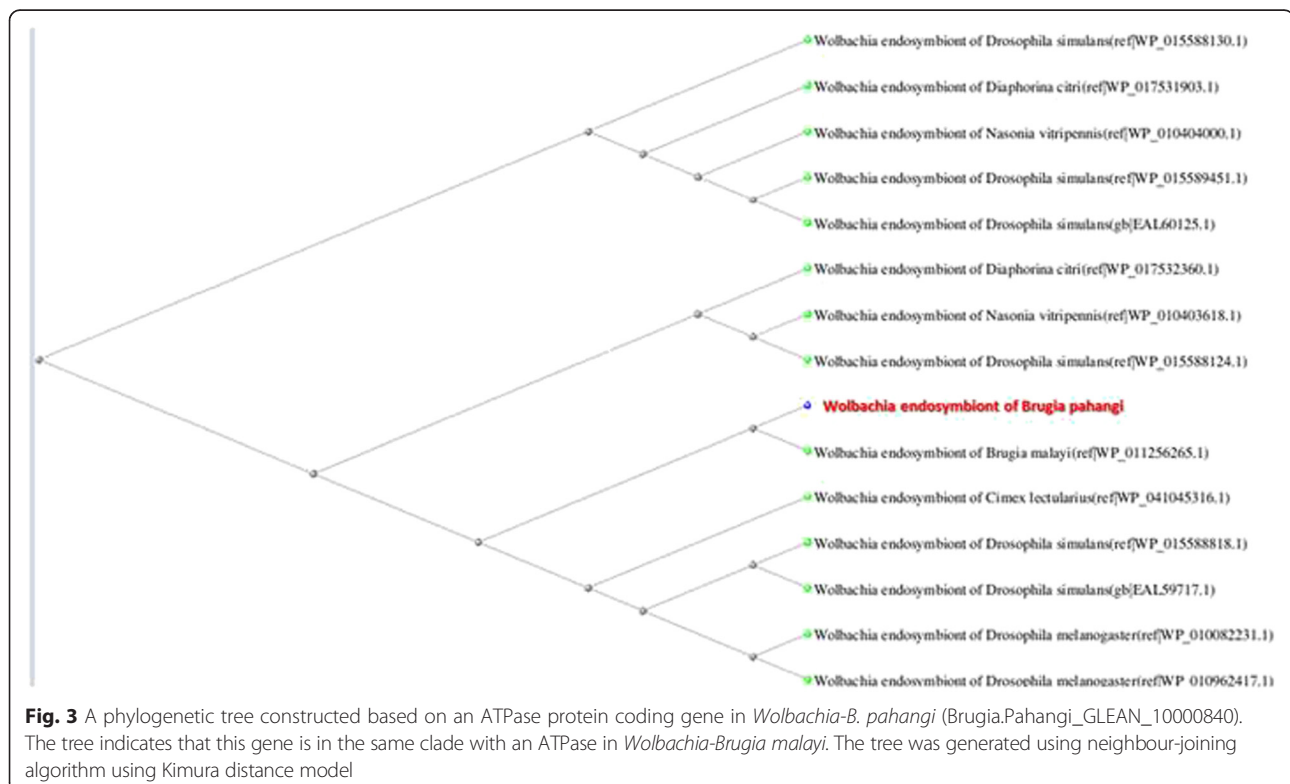 Wolbachia endosymbiont of Drosophila simulans(ref|WP_015588130.1)
Wolbachia endosymbiont of Diaphorina citri(ref|WP_017531903.1)
Wolbachia endosymbiont of Nasonia vitripennis(ref|WP_010404000.1)
Wolbachia endosymbiont of Drosophila simulans(ref|WP_015589451.1)
Wolbachia endosymbiont of Drosophila simulans(gb|EAL60125.1)
Wolbachia endosymbiont of Diaphorina citri(ref|WP_017532360.1)
Wolbachia endosymbiont of Nasonia vitripennis(ref|WP_010403618.1)
Wolbachia endosymbiont of Drosophila simulans(ref|WP_015588124.1)
Wolbachia endosymbiont of Brugia pahangi
Wolbachia endosymbiont of Brugia malayi(ref|WP_011256265.1)
Wolbachia endosymbiont of Cimex lectularius(ref|WP_041045316.1)
Wolbachia endosymbiont of Drosophila simulans(ref|WP_015588818.1)
Wolbachia endosymbiont of Drosophila simulans(gb|EAL59717.1)
Wolbachia endosymbiont of Drosophila melanogaster(ref|WP_010082231.1)
Wolbachia endosymbiont of Drosophila melanogaster(ref|WP_010962417.1)
Fig. 3 A phylogenetic tree constructed based on an ATPase protein coding gene in Wolbachia-B. pahangi (Brugia.Pahangi_GLEAN_10000840).
The tree indicates that this gene is in the same clade with an ATPase in Wolbachia-Brugia malayi. The tree was generated using neighbour-joining
algorithm using Kimura distance model